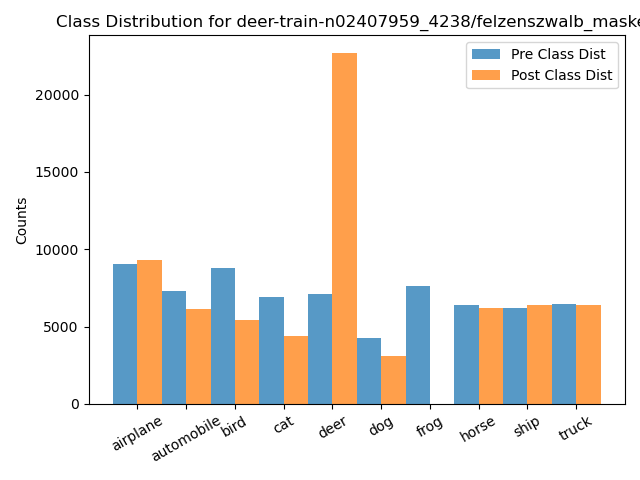 Class Distribution for deer-train-n02407959_4238/felzenszwalb_maske
Pre Class Dist
Post Class Dist
Counts
20000
15000
10000
5000
0
airplane
automobile
bird
cat
deer
dog
frog
horse
ship
truck